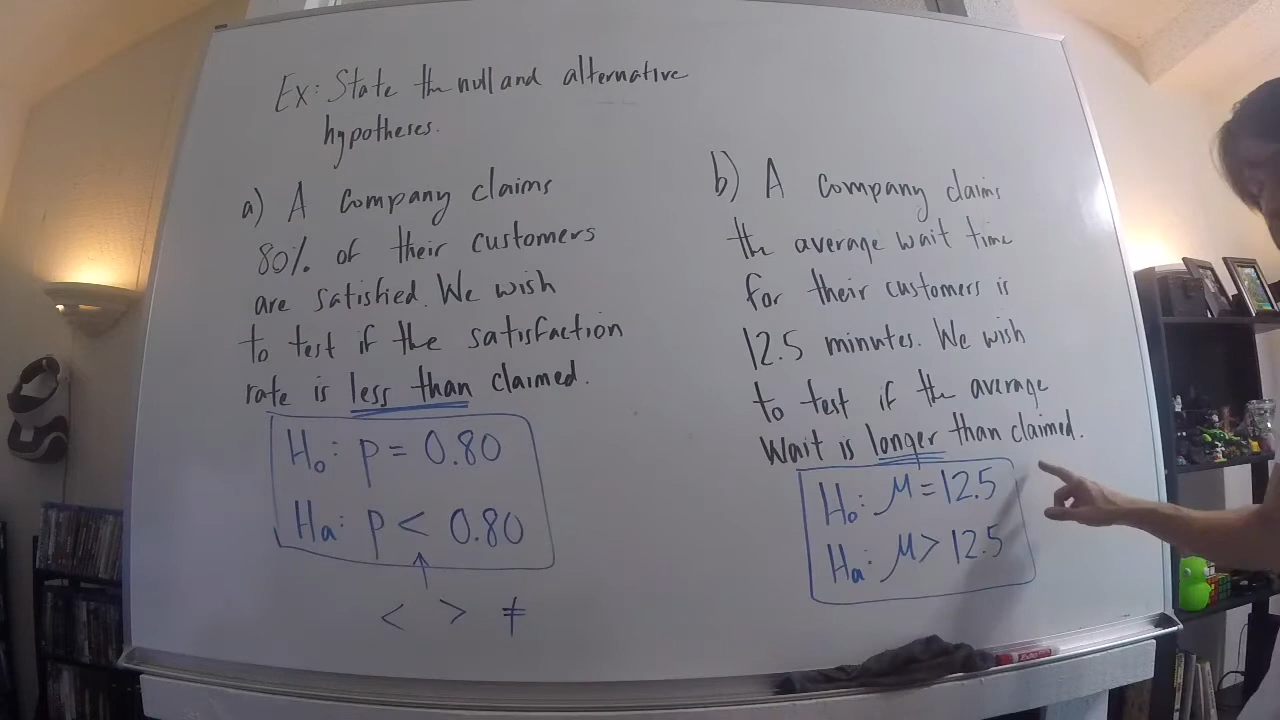 Ex: State the null and alternative
hypotheses.
a) A company claims
80% of their customers
are satisfied. We wish
to test if the satisfaction
rate is less than claimed.
H₀: p = 0.80
Ha: p < 0.80
< > ≠
b) A company claims
the average wait time
for their customers is
12.5 minutes. We wish
to test if the average
wait is longer than claimed.
H₀: μ = 12.5
Ha: μ > 12.5